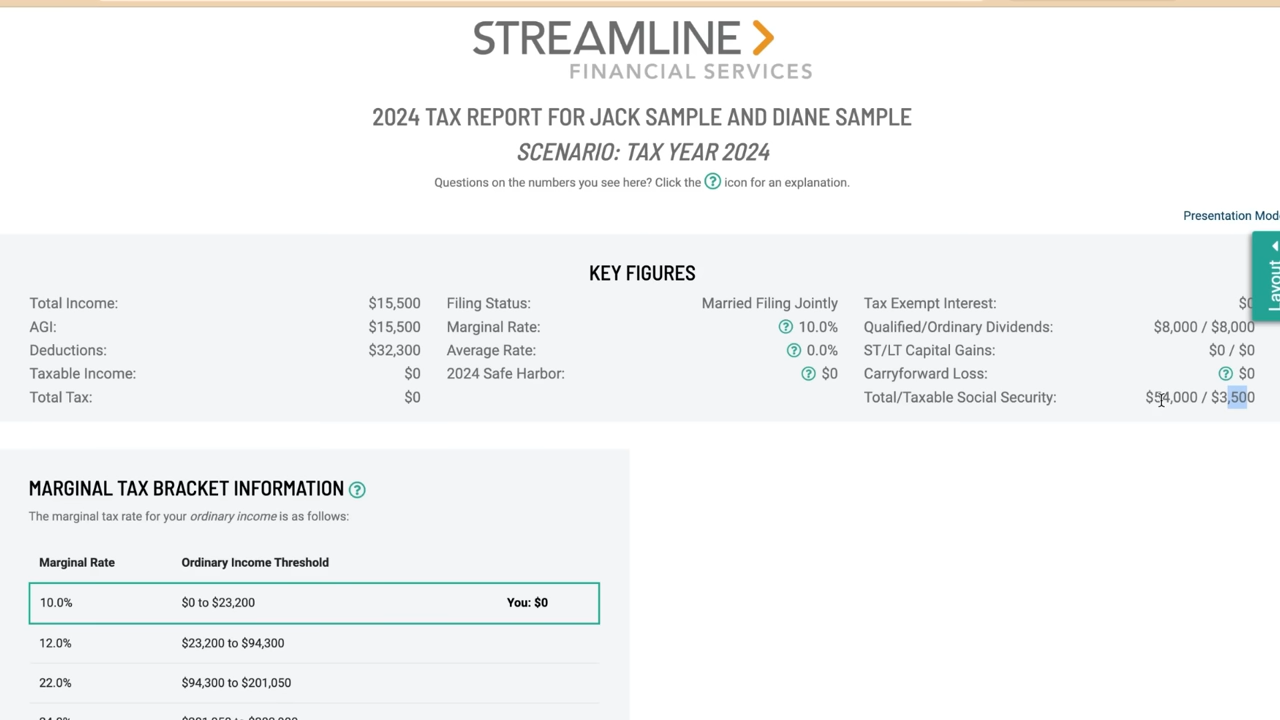 STREAMLINE
FINANCIAL SERVICES
2024 TAX REPORT FOR JACK SAMPLE AND DIANE SAMPLE
SCENARIO: TAX YEAR 2024
Questions on the numbers you see here? Click the ? icon for an explanation.
Presentation Mod
Layout
KEY FIGURES
Total Income: $15,500
AGI: $15,500
Deductions: $32,300
Taxable Income: $0
Total Tax: $0
Filing Status: Married Filing Jointly
Marginal Rate: ? 10.0%
Average Rate: ? 0.0%
2024 Safe Harbor: ? $0
Tax Exempt Interest: $0
Qualified/Ordinary Dividends: $8,000 / $8,000
ST/LT Capital Gains: $0 / $0
Carryforward Loss: ? $0
Total/Taxable Social Security: $54,000 / $3,500
MARGINAL TAX BRACKET INFORMATION ?
The marginal tax rate for your ordinary income is as follows:
Marginal Rate Ordinary Income Threshold
10.0% $0 to $23,200 You: $0
12.0% $23,200 to $94,300
22.0% $94,300 to $201,050